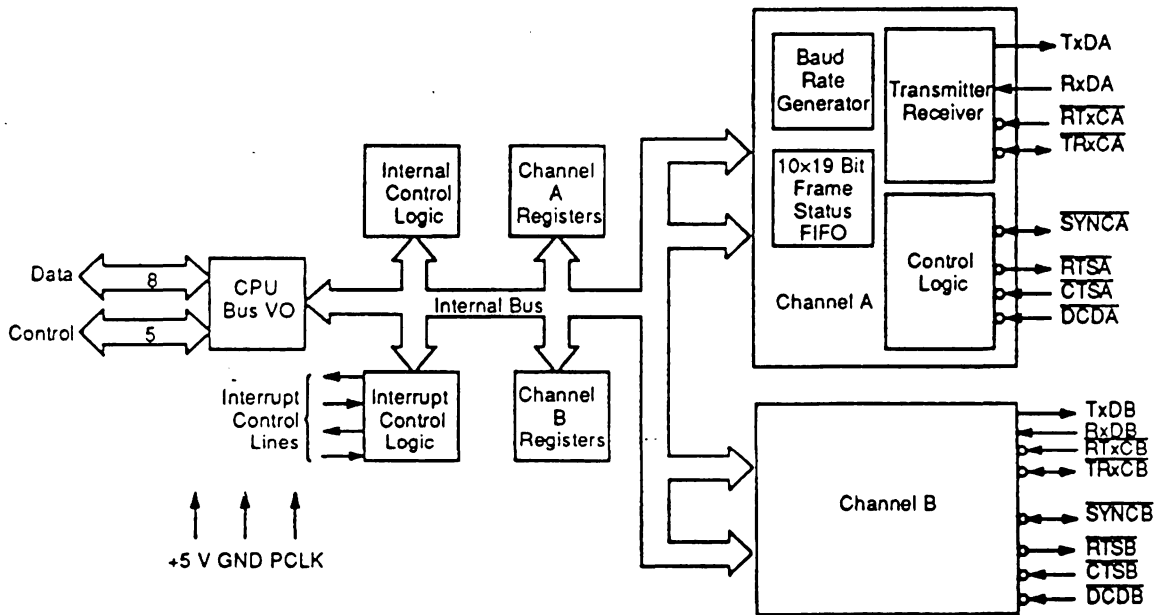 Baud
Rate
Generator
Transmitter
Receiver
TxDA
RxDA
RTxCA
TRxCA
10×19 Bit
Frame
Status
FIFO
Channel A
Control
Logic
SYNCA
RTSA
CTSA
DCDA
Internal
Control
Logic
Channel
A
Registers
Data
8
Control
5
CPU
Bus VO
Internal Bus
Interrupt
Control
Lines
Interrupt
Control
Logic
Channel
B
Registers
+5 V GND PCLK
Channel B
TxDB
RxDB
RTxCB
TRxCB
SYNCB
RTSB
CTSB
DCDB